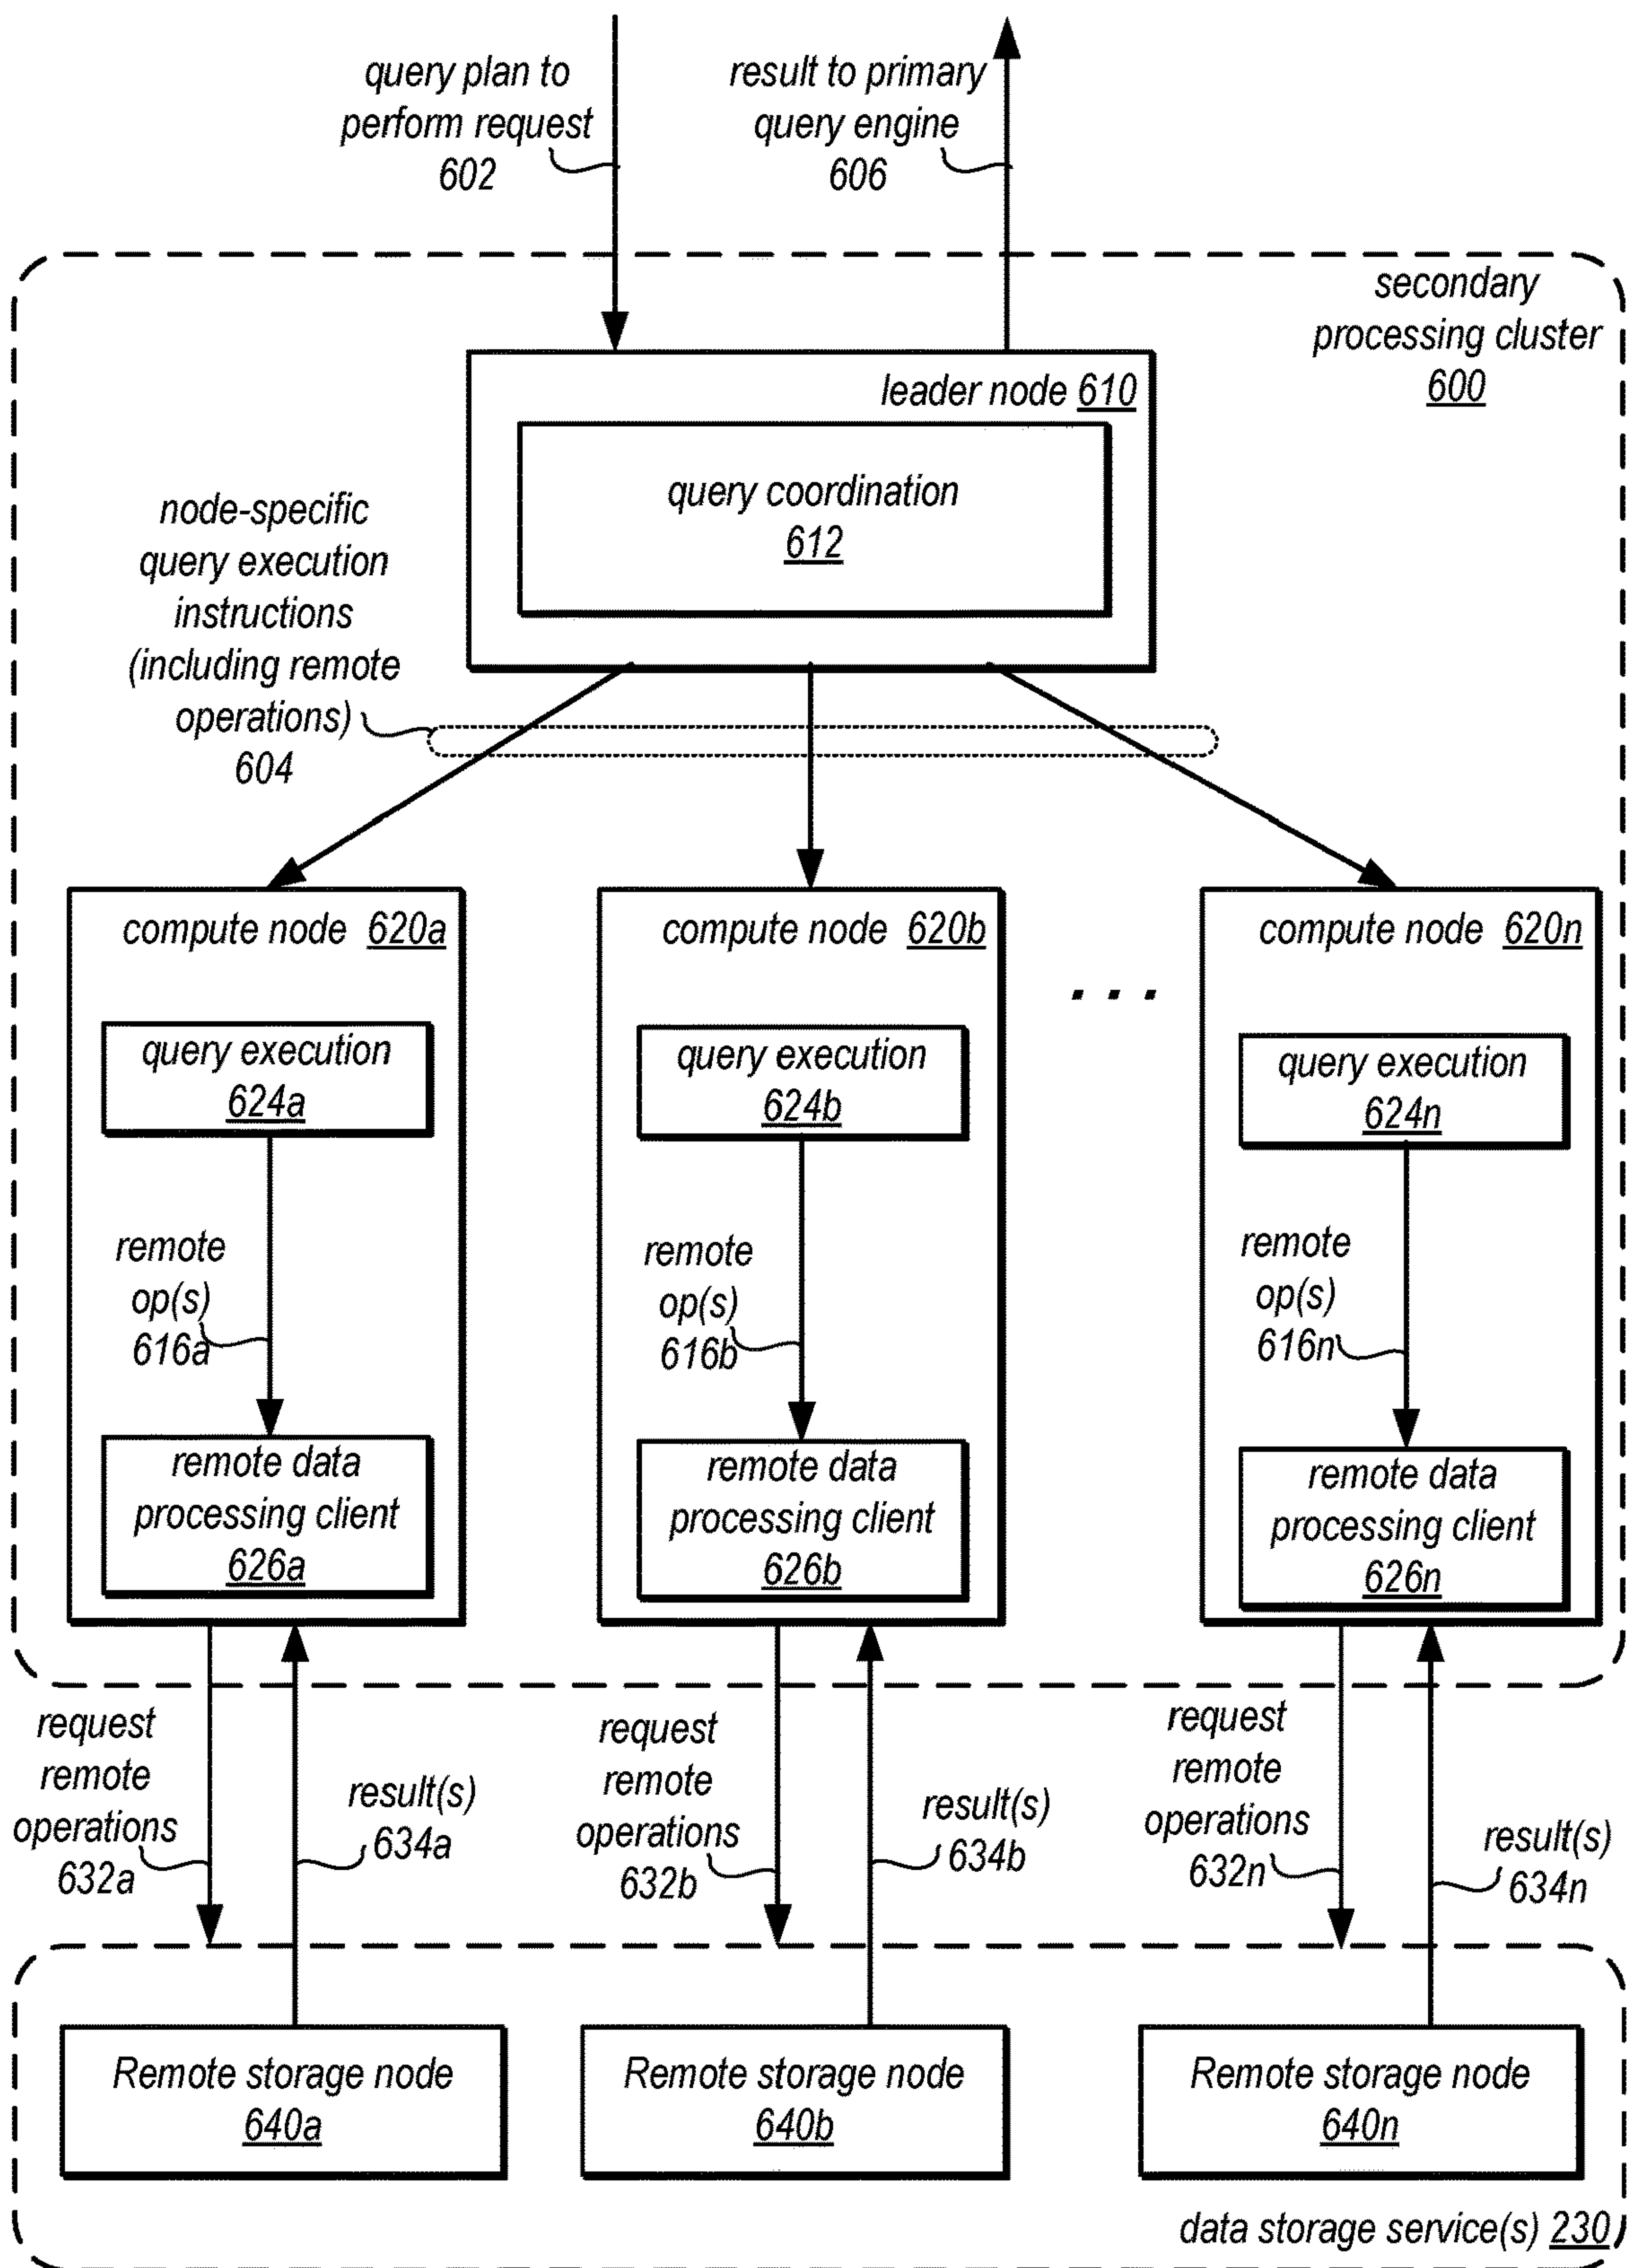 query plan to
perform request
602
result to primary
query engine
606
secondary
processing cluster
600
leader node 610
query coordination
612
node-specific
query execution
instructions
(including remote
operations)
604
compute node 620a
query execution
624a
remote
op(s)
616a
remote data
processing client
626a
compute node 620b
query execution
624b
remote
op(s)
616b
remote data
processing client
626b
. . .
compute node 620n
query execution
624n
remote
op(s)
616n
remote data
processing client
626n
request
remote
operations
632a
result(s)
634a
request
remote
operations
632b
result(s)
634b
request
remote
operations
632n
result(s)
634n
Remote storage node
640a
Remote storage node
640b
Remote storage node
640n
data storage service(s) 230